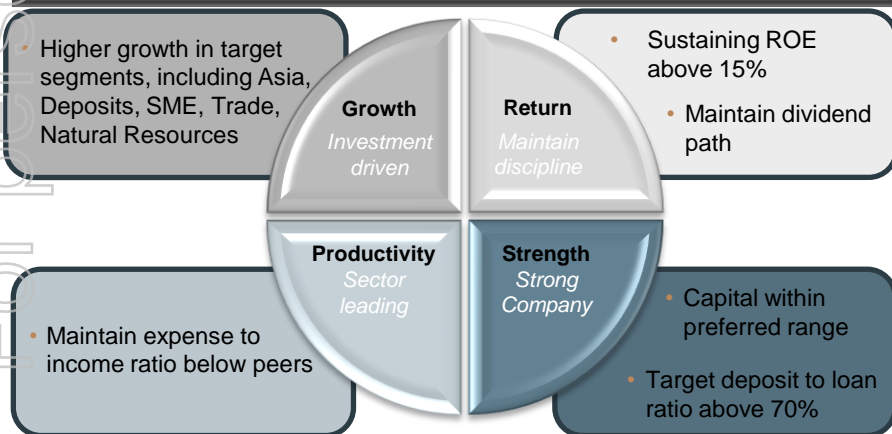 Higher growth in target
segments, including Asia,
Deposits, SME, Trade,
Natural Resources
Growth
Investment
driven
Return
Maintain
discipline
• Sustaining ROE
above 15%
• Maintain dividend
path
• Maintain expense to
income ratio below peers
Productivity
Sector
leading
Strength
Strong
Company
• Capital within
preferred range
• Target deposit to loan
ratio above 70%
For pers